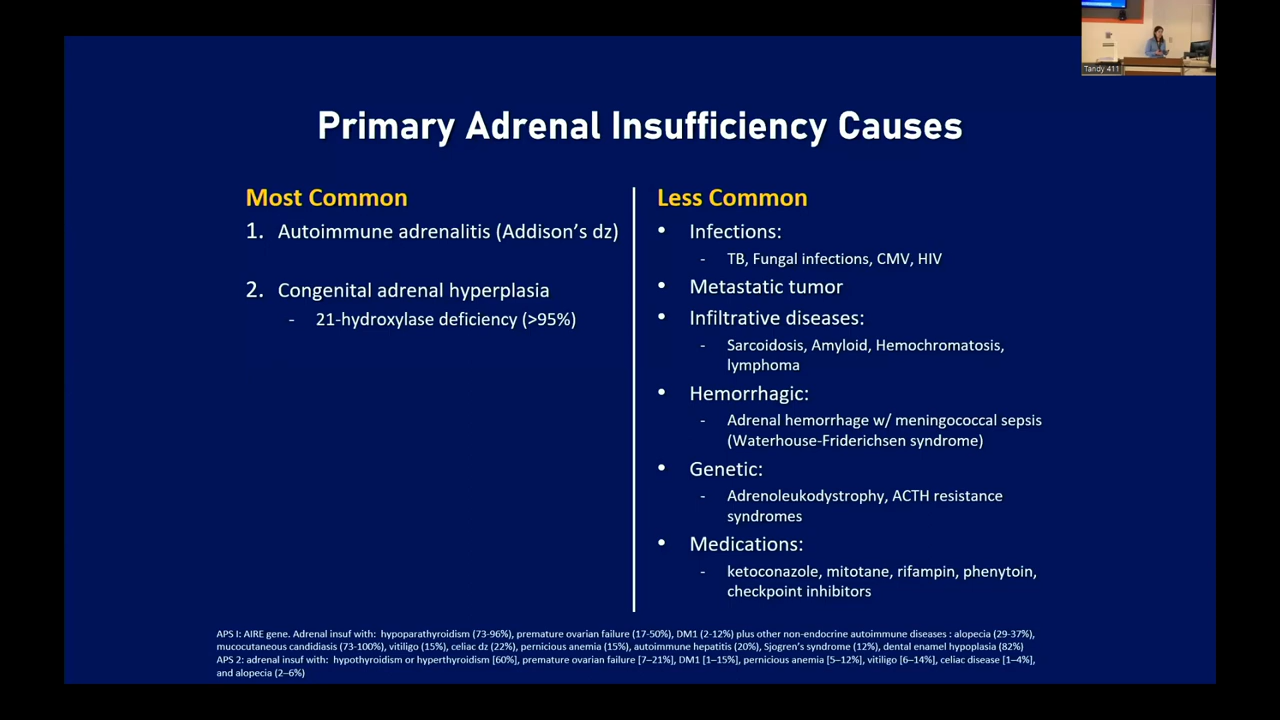 Tandy 411
Primary Adrenal Insufficiency Causes
Most Common
1. Autoimmune adrenalitis (Addison's dz)
2. Congenital adrenal hyperplasia
- 21-hydroxylase deficiency (>95%)
Less Common
• Infections:
- TB, Fungal infections, CMV, HIV
• Metastatic tumor
• Infiltrative diseases:
- Sarcoidosis, Amyloid, Hemochromatosis,
lymphoma
• Hemorrhagic:
- Adrenal hemorrhage w/ meningococcal sepsis
(Waterhouse-Friderichsen syndrome)
• Genetic:
- Adrenoleukodystrophy, ACTH resistance
syndromes
• Medications:
- ketoconazole, mitotane, rifampin, phenytoin,
checkpoint inhibitors
APS I: AIRE gene. Adrenal insuf with: hypoparathyroidism (73-96%), premature ovarian failure (17-50%), DM1 (2-12%) plus other non-endocrine autoimmune diseases : alopecia (29-37%),
mucocutaneous candidiasis (73-100%), vitiligo (15%), celiac dz (22%), pernicious anemia (15%), autoimmune hepatitis (20%), Sjogren's syndrome (12%), dental enamel hypoplasia (82%)
APS 2: adrenal insuf with: hypothyroidism or hyperthyroidism [60%], premature ovarian failure [7–21%], DM1 [1–15%], pernicious anemia [5–12%], vitiligo [6–14%], celiac disease [1–4%],
and alopecia (2–6%)